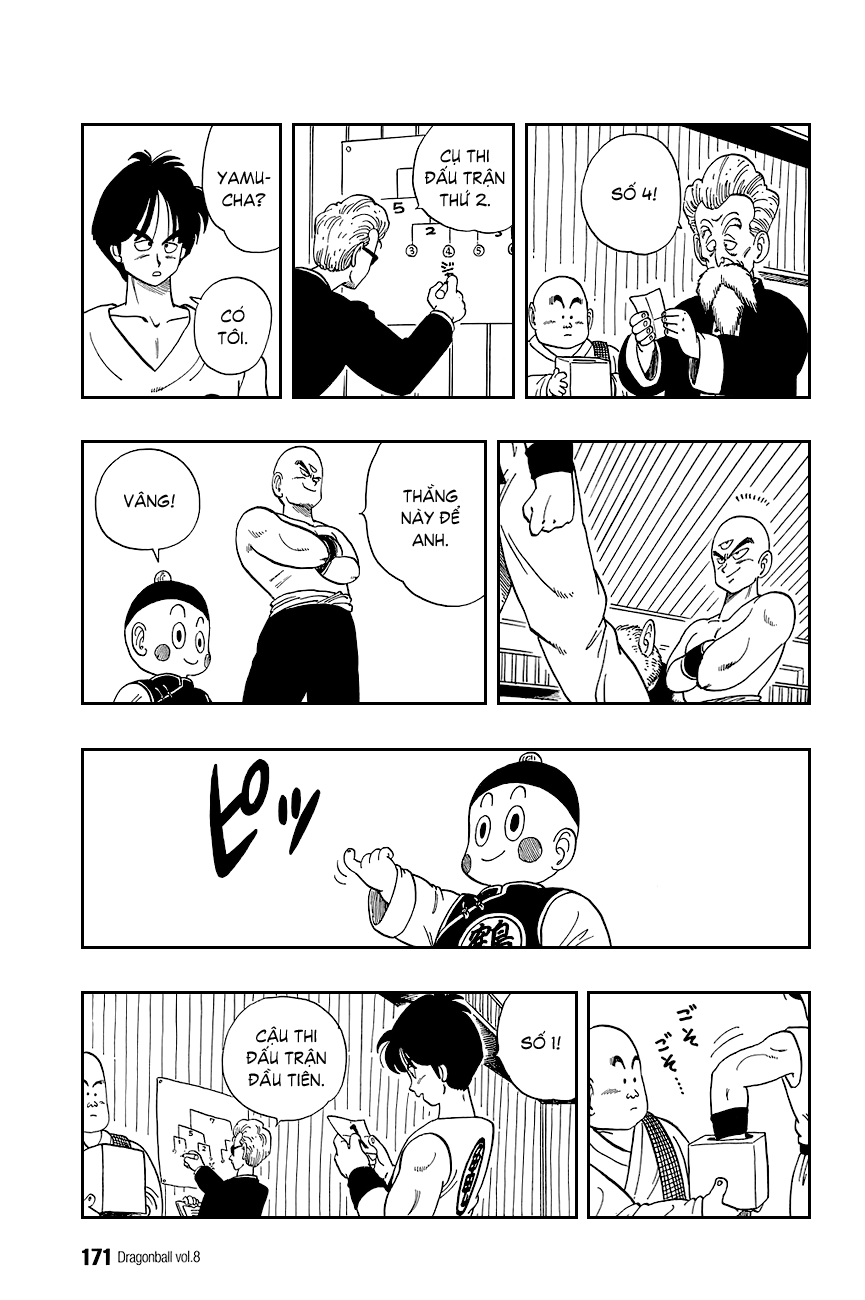 SỐ 4!
CỤ THI
ĐẤU TRẬN
THỨ 2.
5
2
3
4
5
6
YAMU-
CHA?
CÓ
TÔI.
THẰNG
NÀY ĐỂ
ANH.
VÂNG!
ピッ
鶴
ごそ
ごそ……
SỐ 1!
CẬU THI
ĐẤU TRẬN
ĐẦU TIÊN.
171 Dragonball vol.8